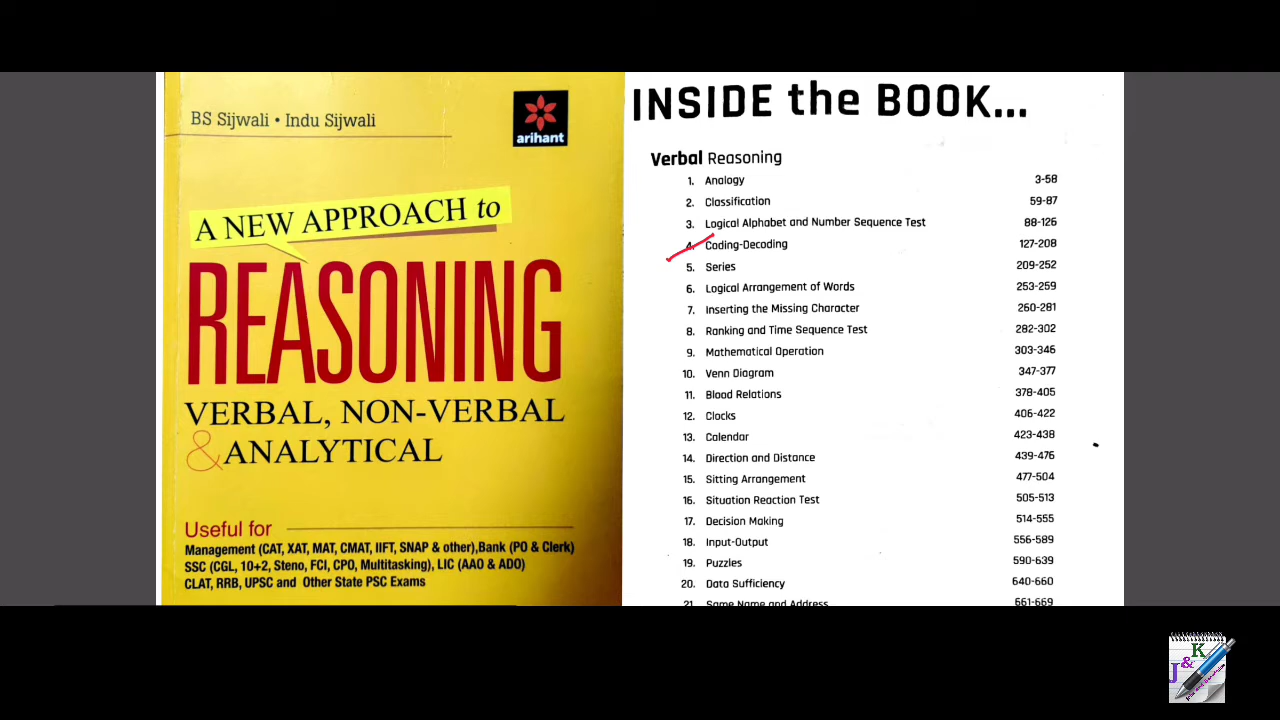 BS Sijwali • Indu Sijwali
arihant
A NEW APPROACH to
REASONING
VERBAL, NON-VERBAL
& ANALYTICAL
Useful for
Management (CAT, XAT, MAT, CMAT, IIFT, SNAP & other),Bank (PO & Clerk)
SSC (CGL, 10+2, Steno, FCI, CPO, Multitasking), LIC (AAO & ADO)
CLAT, RRB, UPSC and Other State PSC Exams
INSIDE the BOOK...
Verbal Reasoning
1. Analogy 3-58
2. Classification 59-87
3. Logical Alphabet and Number Sequence Test 88-126
4. Coding-Decoding 127-208
5. Series 209-252
6. Logical Arrangement of Words 253-259
7. Inserting the Missing Character 260-281
8. Ranking and Time Sequence Test 282-302
9. Mathematical Operation 303-346
10. Venn Diagram 347-377
11. Blood Relations 378-405
12. Clocks 406-422
13. Calendar 423-438
14. Direction and Distance 439-476
15. Sitting Arrangement 477-504
16. Situation Reaction Test 505-513
17. Decision Making 514-555
18. Input-Output 556-589
19. Puzzles 590-639
20. Data Sufficiency 640-660
21. Same Name and Address 661-669
J&K